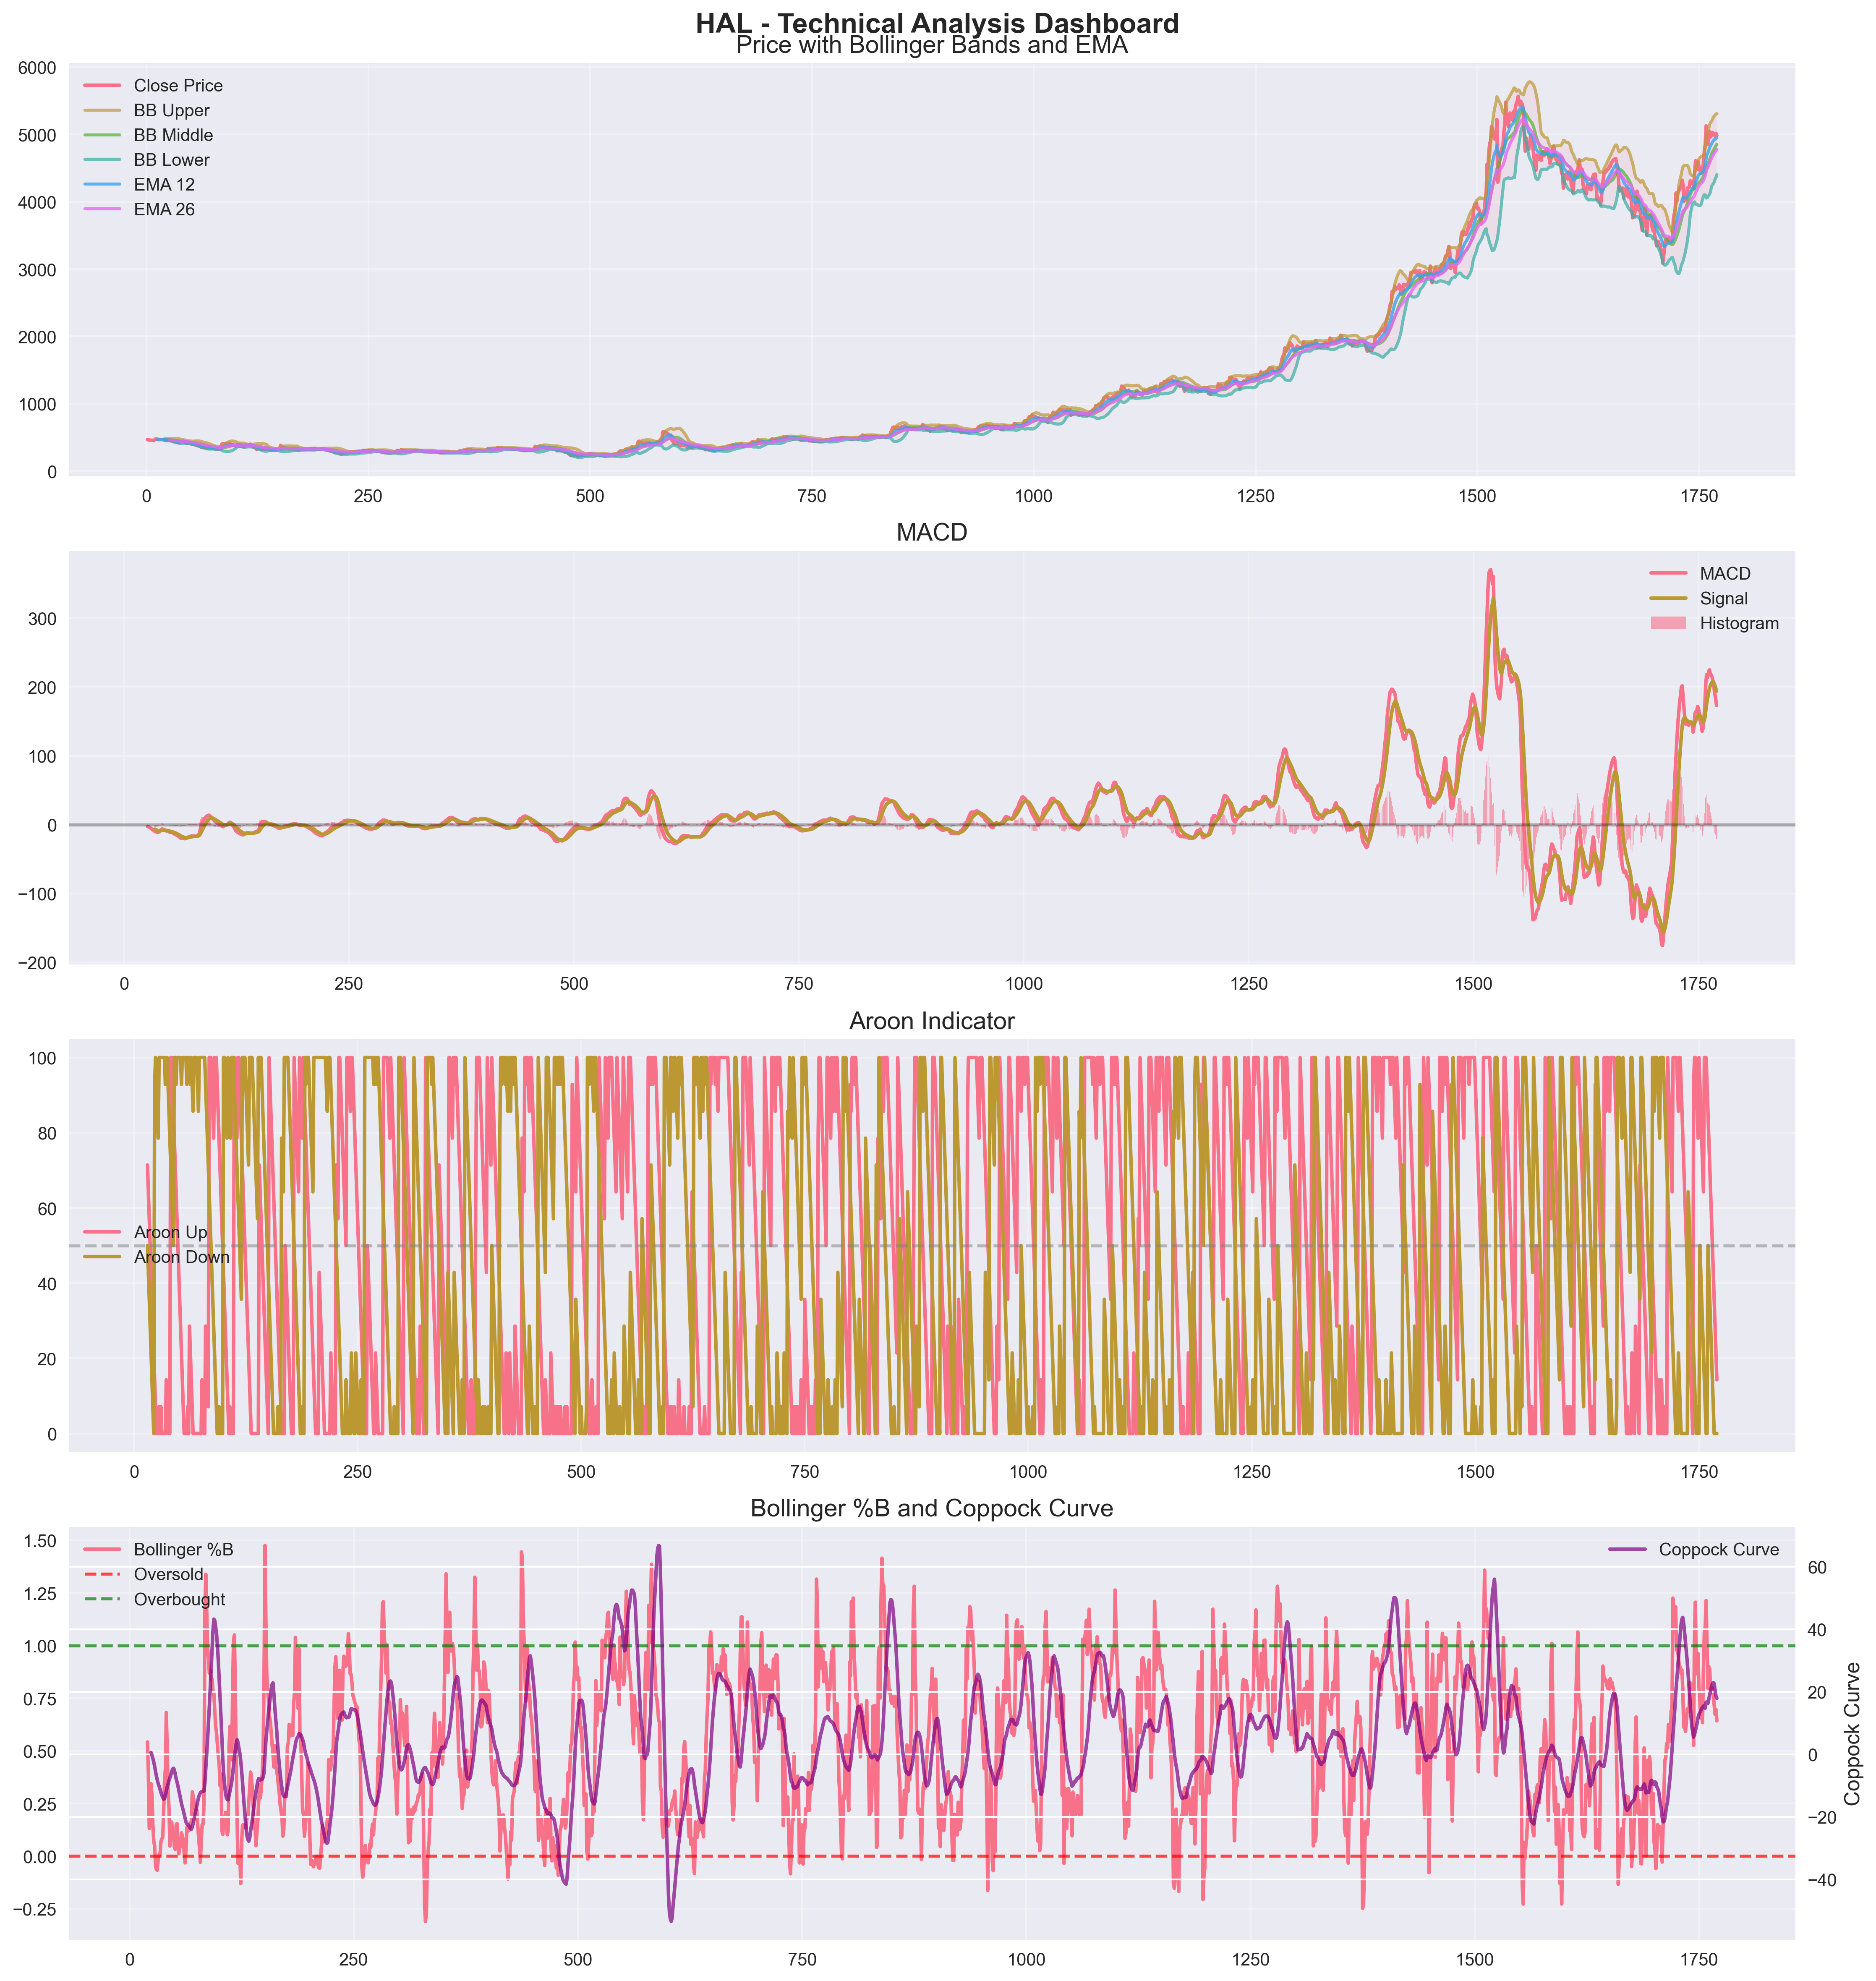 HAL - Technical Analysis Dashboard
Price with Bollinger Bands and EMA
6000
5000
4000
3000
2000
1000
0
Close Price
BB Upper
BB Middle
BB Lower
EMA 12
EMA 26
0 250 500 750 1000 1250 1500 1750
MACD
300
200
100
0
−100
−200
MACD
Signal
Histogram
0 250 500 750 1000 1250 1500 1750
Aroon Indicator
100
80
60
40
20
0
Aroon Up
Aroon Down
0 250 500 750 1000 1250 1500 1750
Bollinger %B and Coppock Curve
1.50
1.25
1.00
0.75
0.50
0.25
0.00
−0.25
Bollinger %B
Oversold
Overbought
Coppock Curve
60
40
20
0
−20
−40
Coppock Curve
0 250 500 750 1000 1250 1500 1750